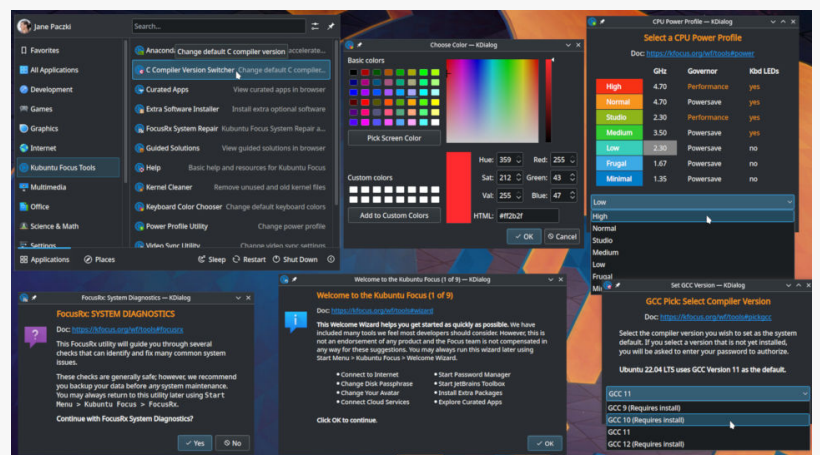 Jane Paczki
Search...
Favorites
All Applications
Development
Games
Graphics
Internet
Kubuntu Focus Tools
Multimedia
Office
Science & Math
Settings
Anacond
accelerate...
Change default C compiler version
C Compiler Version Switcher Change default C compiler...
Curated Apps View curated apps in browser
Extra Software Installer Install extra optional software
FocusRx System Repair Kubuntu Focus System Repair a...
Guided Solutions View guided solutions in browser
Help Basic help and resources for Kubuntu Focus
Kernel Cleaner Remove unused and old kernel files
Keyboard Color Chooser Change default keyboard colors
Power Profile Utility Change power profile
Video Sync Utility Change video sync settings
Applications Places Sleep Restart Shut Down
Choose Color — KDialog
Basic colors
Pick Screen Color
Custom colors
Add to Custom Colors
Hue: 359 Red: 255
Sat: 212 Green: 43
Val: 255 Blue: 47
HTML: #ff2b2f
OK Cancel
CPU Power Profile — KDialog
Select a CPU Power Profile
Doc: https://kfocus.org/wf/tools#power
GHz Governor Kbd LEDs
High 4.70 Performance yes
Normal 4.70 Powersave yes
Studio 2.30 Performance yes
Medium 3.50 Powersave yes
Low 2.30 Powersave no
Frugal 1.67 Powersave no
Minimal 1.35 Powersave no
Low
High
Normal
Studio
Medium
Low
Frugal
FocusRx: System Diagnostics — KDialog
FocusRx: SYSTEM DIAGNOSTICS
Doc: https://kfocus.org/wf/tools#focusrx
This FocusRx utility will guide you through several
checks that can identify and fix many common system
issues.
These checks are generally safe; however, we recommend
you backup your data before any system maintenance.
You may always return to this utility later using Start
Menu > Kubuntu Focus > FocusRx.
Continue with FocusRx System Diagnostics?
Yes No
Welcome to the Kubuntu Focus (1 of 9) — KDialog
Welcome to the Kubuntu Focus (1 of 9)
Doc: https://kfocus.org/wf/tools#wizard
This Welcome Wizard helps you get started as quickly as possible. We have
included many tools we feel most developers should consider. However, this is
not an endorsement of any product and the Focus team is not compensated in
any way for these suggestions. You may always run this wizard later using
Start Menu > Kubuntu Focus > Welcome Wizard.
• Connect to Internet • Start Password Manager
• Change Disk Passphrase • Start JetBrains Toolbox
• Change Your Avatar • Install Extra Packages
• Connect Cloud Services • Explore Curated Apps
Click OK to continue.
OK
Set GCC Version — KDialog
GCC Pick: Select Compiler Version
Doc: https://kfocus.org/wf/tools#pickgcc
Select the compiler version you wish to set as the system
default. If you select a version that is not yet installed,
you will be asked to enter your password to authorize.
Ubuntu 22.04 LTS uses GCC Version 11 as the default.
GCC 11
GCC 9 (Requires install)
GCC 10 (Requires install)
GCC 11
GCC 12 (Requires install)